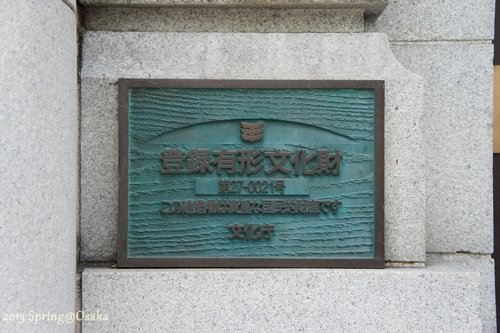 登録有形文化財
第27-0021号
この建造物は貴重な国民的財産です
文化庁
2013 Spring@Osaka